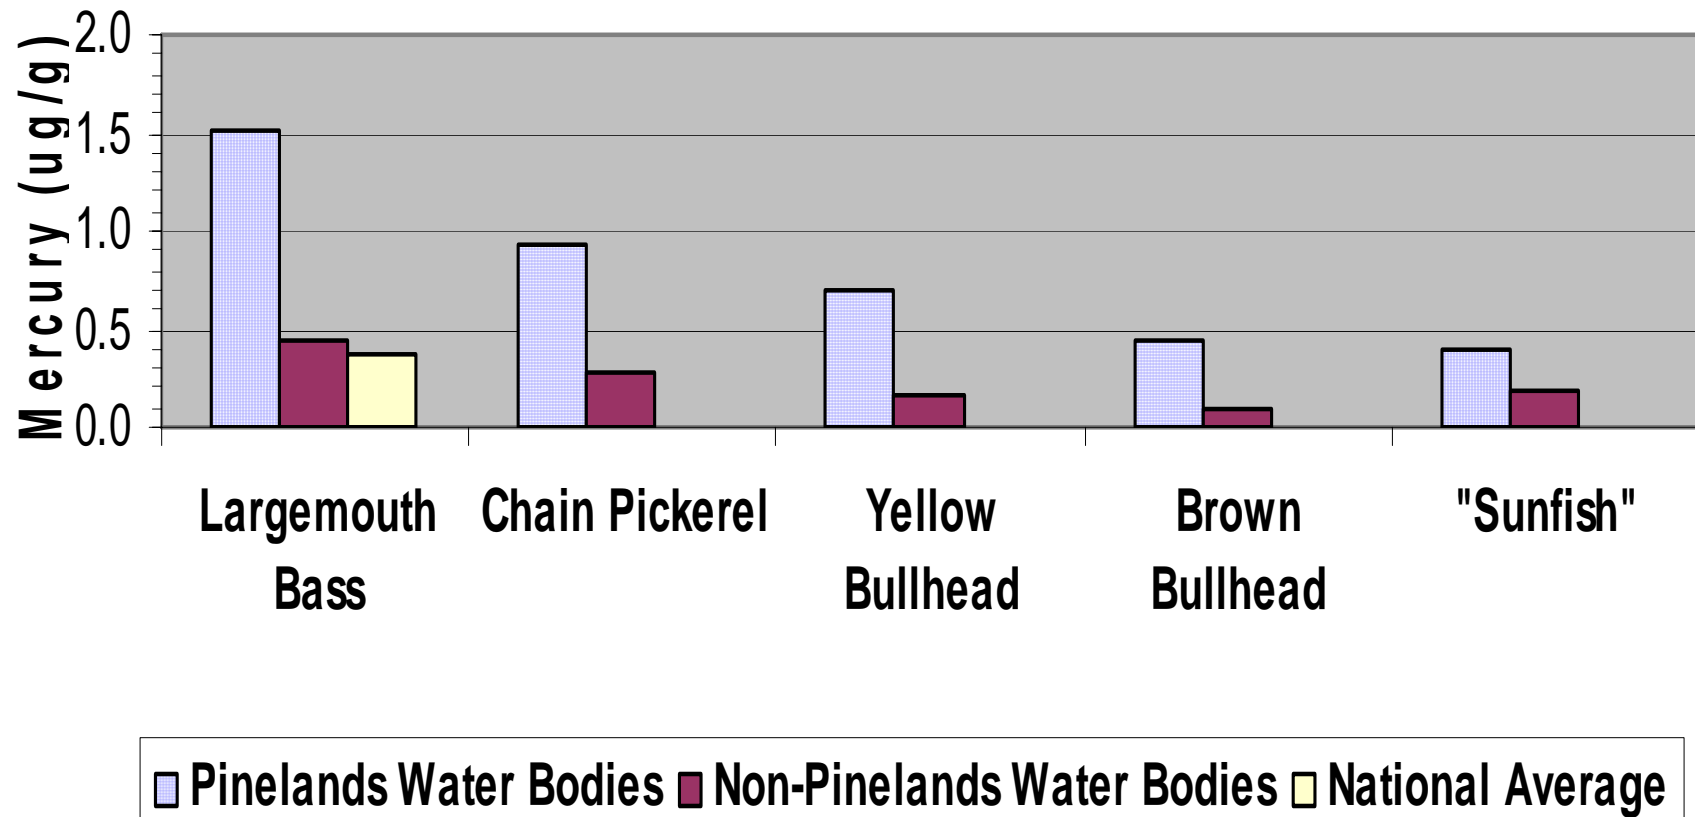 Mercury (ug/g)
2.0
1.5
1.0
0.5
0.0
Largemouth Bass
Chain Pickerel
Yellow Bullhead
Brown Bullhead
"Sunfish"
Pinelands Water Bodies
Non-Pinelands Water Bodies
National Average